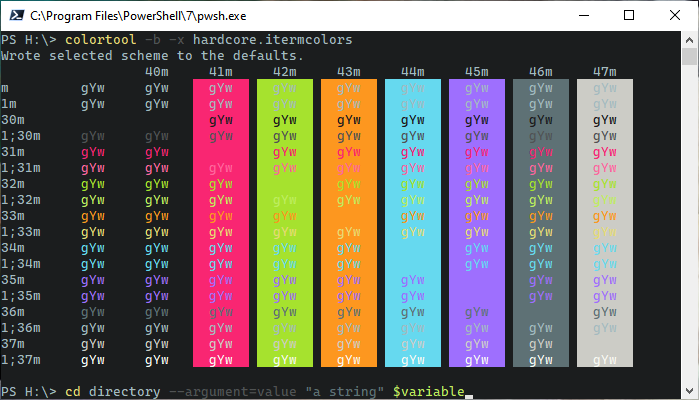 C:\Program Files\PowerShell\7\pwsh.exe
PS H:\> colortool -b -x hardcore.itermcolors
Wrote selected scheme to the defaults.
40m 41m 42m 43m 44m 45m 46m 47m
m gYw gYw gYw gYw gYw gYw gYw gYw gYw
1m gYw gYw gYw gYw gYw gYw gYw gYw gYw
30m gYw gYw gYw gYw gYw gYw gYw
1;30m gYw gYw gYw gYw gYw gYw gYw gYw gYw
31m gYw gYw gYw gYw gYw gYw gYw gYw
1;31m gYw gYw gYw gYw gYw gYw gYw gYw gYw
32m gYw gYw gYw gYw gYw gYw gYw gYw
1;32m gYw gYw gYw gYw gYw gYw gYw gYw gYw
33m gYw gYw gYw gYw gYw gYw gYw gYw
1;33m gYw gYw gYw gYw gYw gYw gYw gYw gYw
34m gYw gYw gYw gYw gYw gYw gYw gYw
1;34m gYw gYw gYw gYw gYw gYw gYw gYw
35m gYw gYw gYw gYw gYw gYw gYw gYw
1;35m gYw gYw gYw gYw gYw gYw gYw gYw
36m gYw gYw gYw gYw gYw gYw gYw gYw
1;36m gYw gYw gYw gYw gYw gYw gYw gYw gYw
37m gYw gYw gYw gYw gYw gYw gYw gYw
1;37m gYw gYw gYw gYw gYw gYw gYw gYw gYw
PS H:\> cd directory --argument=value "a string" $variable